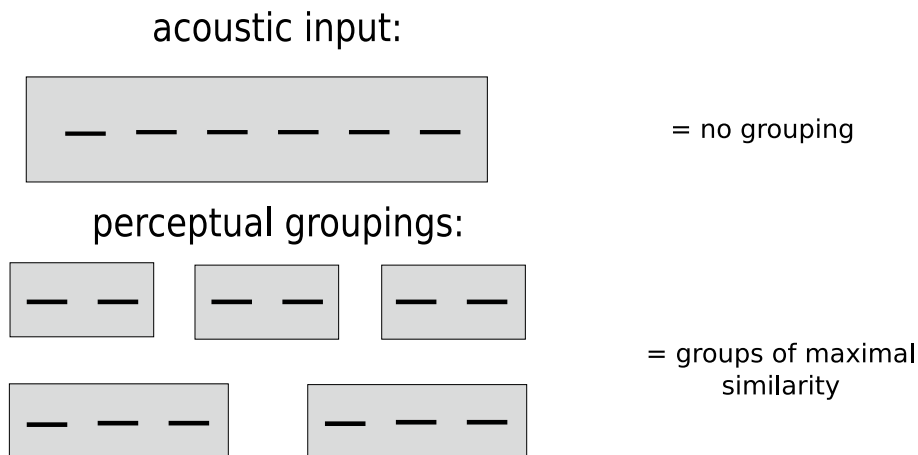 acoustic input:
= no grouping
perceptual groupings:
= groups of maximal
similarity